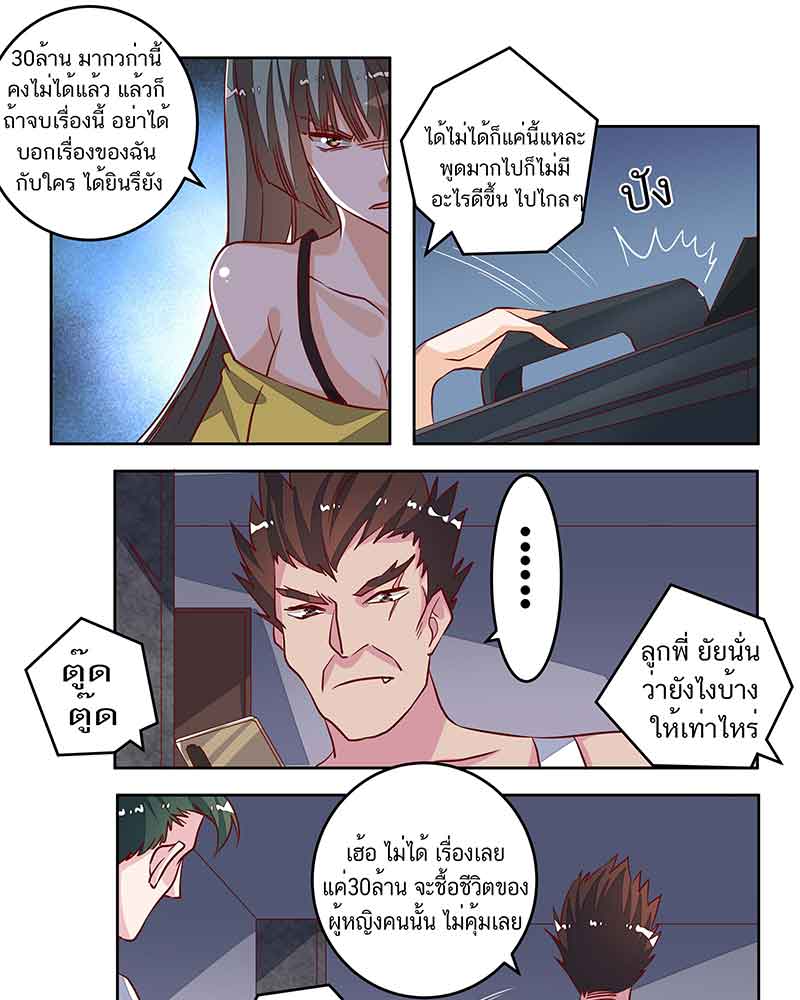 30ล้าน มากวก่านี้
คงไม่ได้แล้ว แล้วก็
ถ้าจบเรื่องนี้ อย่าได้
บอกเรื่องของฉัน
กับใคร ได้ยินรึยัง
ได้ไม่ได้ก็แค่นี้แหละ
พูดมากไปก็ไม่มี
อะไรดีขึ้น ไปไกลๆ
ปัง
......
ลูกพี่ ยัยนั่น
ว่ายังไงบ้าง
ให้เท่าไหร่
ตู๊ด
ตู๊ด
เฮ้อ ไม่ได้ เรื่องเลย
แค่30ล้าน จะชื้อชีวิตของ
ผู้หญิงคนนั้น ไม่คุ้มเลย